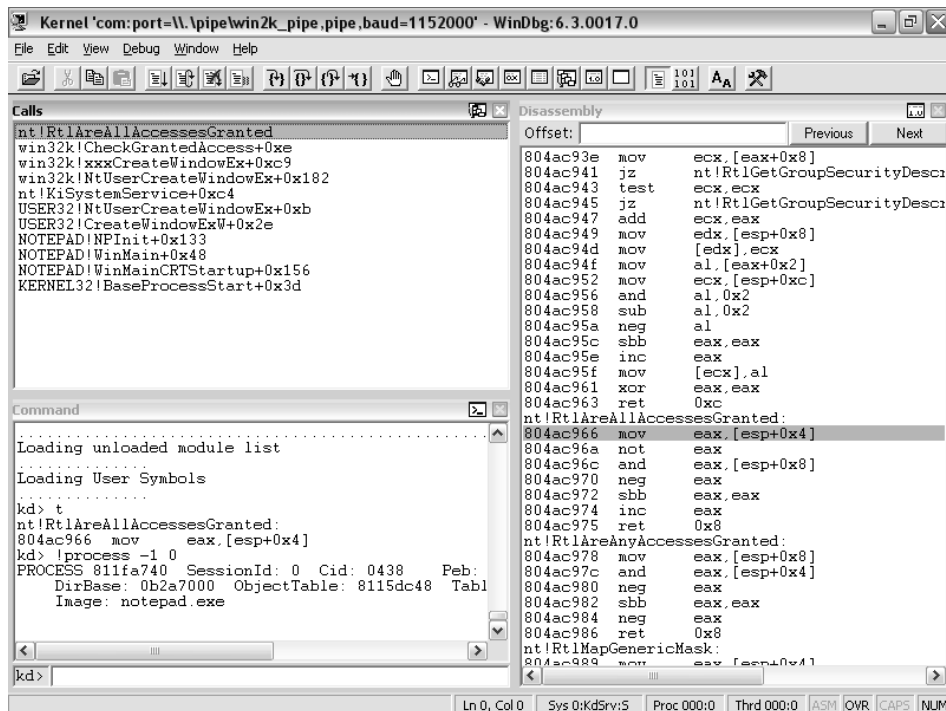 Kernel 'com:port=\\.\pipe\win2k_pipe,pipe,baud=1152000' - WinDbg:6.3.0017.0
File Edit View Debug Window Help
Calls
nt!RtlAreAllAccessesGranted
win32k!CheckGrantedAccess+0xe
win32k!xxxCreateWindowEx+0xc9
win32k!NtUserCreateWindowEx+0x182
nt!KiSystemService+0xc4
USER32!NtUserCreateWindowEx+0xb
USER32!CreateWindowExW+0x2e
NOTEPAD!NPInit+0x133
NOTEPAD!WinMain+0x48
NOTEPAD!WinMainCRTStartup+0x156
KERNEL32!BaseProcessStart+0x3d
Command
Loading unloaded module list
..............
Loading User Symbols
..............
kd> t
nt!RtlAreAllAccessesGranted:
804ac966 mov eax,[esp+0x4]
kd> !process -1 0
PROCESS 811fa740 SessionId: 0 Cid: 0438 Peb:
DirBase: 0b2a7000 ObjectTable: 8115dc48 Tabl
Image: notepad.exe
kd>
Disassembly
Offset: Previous Next
804ac93e mov ecx,[eax+0x8]
804ac941 jz nt!RtlGetGroupSecurityDescr
804ac943 test ecx,ecx
804ac945 jz nt!RtlGetGroupSecurityDescr
804ac947 add ecx,eax
804ac949 mov edx,[esp+0x8]
804ac94d mov [edx],ecx
804ac94f mov al,[eax+0x2]
804ac952 mov ecx,[esp+0xc]
804ac956 and al,0x2
804ac958 sub al,0x2
804ac95a neg al
804ac95c sbb eax,eax
804ac95e inc eax
804ac95f mov [ecx],al
804ac961 xor eax,eax
804ac963 ret 0xc
nt!RtlAreAllAccessesGranted:
804ac966 mov eax,[esp+0x4]
804ac96a not eax
804ac96c and eax,[esp+0x8]
804ac970 neg eax
804ac972 sbb eax,eax
804ac974 inc eax
804ac975 ret 0x8
nt!RtlAreAnyAccessesGranted:
804ac978 mov eax,[esp+0x8]
804ac97c and eax,[esp+0x4]
804ac980 neg eax
804ac982 sbb eax,eax
804ac984 neg eax
804ac986 ret 0x8
nt!RtlMapGenericMask:
804ac989 mov eax,[esp+0x4]
Ln 0, Col 0 Sys 0:KdSrv:S Proc 000:0 Thrd 000:0 ASM OVR CAPS NUM